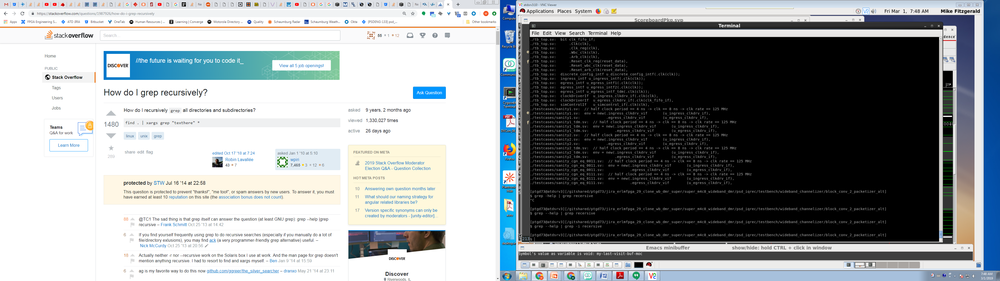 https://stackoverflow.com/questions/1987926/how-do-i-grep-recursively
Apps
FPGA Engineering S...
ATD JIRA
Bitbucket
OneTab
Human Resources | ...
Learning | Converge
Motorola Directory ...
Quality
Schaumburg Radar
Schaumburg Weath...
Okta
[PSDENG-133] psd_...
Other bookmarks
stackoverflow
Search...
55 1 12
Home
PUBLIC
Stack Overflow
Tags
Users
Jobs
Teams
Q&A for work
Learn More
DISCOVER
//the future is waiting for you to code it_
View all 5 job openings!
How do I grep recursively?
Ask Question
1480
How do I recursively grep all directories and subdirectories?
find . | xargs grep "texthere" *
linux unix grep
289
share edit flag
edited Oct 17 '18 at 7:24
Robin Lavallée
43 7
asked Jan 1 '10 at 5:10
wpiri
7,465 3 12 6
asked 9 years, 2 months ago
viewed 1,330,027 times
active 26 days ago
protected by STW Jul 16 '14 at 22:58
This question is protected to prevent "thanks!", "me too!", or spam answers by new users. To answer it, you must
have earned at least 10 reputation on this site (the association bonus does not count).
88 @TC1 The sad thing is that grep itself can answer the question (at least GNU grep): grep --help |grep
recursive – Frank Schmitt Oct 25 '13 at 14:42
6 If you find yourself frequently using grep to do recursive searches (especially if you manually do a lot of
file/directory exlusions), you may find ack (a very programmer-friendly grep alternative) useful. –
Nick McCurdy Oct 25 '13 at 20:56
18 Actually neither -r nor --recursive work on the Solaris box I use at work. And the man page for grep doesn't
mention anything recursive. I had to resort to find and xargs myself. – Ben Jan 9 '14 at 15:59
6 ag is my favorite way to do this now github.com/ggreer/the_silver_searcher – dranxo May 21 '14 at 23:11
FEATURED ON META
2019 Stack Overflow Moderator
Election Q&A - Question Collection
HOT META POSTS
10 Answering own question months later
11 What should our naming strategy for
angular related libraries be?
17 Version specific synonyms can only be
created by moderators - [unity-editor]...
DISCOVER
Discover
Riverwoods, IL
atdsrv3:10 - VNC Viewer
Applications Places System
Fri Mar 1, 7:48 AM
Mike Fitzgerald
ScoreboardPkg.svp
Terminal
File Edit View Search Terminal Help
./tb_top.sv: bit clk_fifo_if;
./tb_top.sv: .Clk(clk),
./tb_top.sv: .Clk_reg(clk),
./tb_top.sv: .Wbc_clk(clk),
./tb_top.sv: .Arb_clk(clk),
./tb_top.sv: .Reset_clk_reg(reset_data),
./tb_top.sv: .Reset_wbc_clk(reset_data),
./tb_top.sv: .Reset_arb_clk(reset_data),
./tb_top.sv: discrete_config_intf u_discrete_config_intf(.clk(clk));
./tb_top.sv: ingress_intf u_ingress_intf(.clk(clk));
./tb_top.sv: egress_intf u_egress_intf1(.clk(clk));
./tb_top.sv: egress_intf u_egress_intf2(.clk(clk));
./tb_top.sv: egress_intf u_egress_intf_tdm(.clk(clk));
./tb_top.sv: clockDriverIf u_ingress_clkdrv_if(.clk(clk),
./tb_top.sv: clockDriverIf u_egress_clkdrv_if(.clk(clk_fifo_if),
./tb_top.sv: simControlIf u_simcontrol_if(.clk(clk),
./testcases/sanity1.sv: // half clock period == 4 ns -> clk == 8 ns -> clk rate == 125 MHz
./testcases/sanity1.sv: env = new(.ingress_clkdrv_vif (u_ingress_clkdrv_if),
./testcases/sanity1.sv: .egress_clkdrv_vif (u_egress_clkdrv_if),
./testcases/sanity1_tdm.sv: // half clock period == 4 ns -> clk == 8 ns -> clk rate == 125 MHz
./testcases/sanity1_tdm.sv: env = new(.ingress_clkdrv_vif (u_ingress_clkdrv_if),
./testcases/sanity1_tdm.sv: .egress_clkdrv_vif (u_egress_clkdrv_if),
./testcases/sanity2.sv: // half clock period == 4 ns -> clk == 8 ns -> clk rate == 125 MHz
./testcases/sanity2.sv: env = new(.ingress_clkdrv_vif (u_ingress_clkdrv_if),
./testcases/sanity2.sv: .egress_clkdrv_vif (u_egress_clkdrv_if),
./testcases/sanity2_tdm.sv: // half clock period == 4 ns -> clk == 8 ns -> clk rate == 125 MHz
./testcases/sanity2_tdm.sv: env = new(.ingress_clkdrv_vif (u_ingress_clkdrv_if),
./testcases/sanity2_tdm.sv: .egress_clkdrv_vif (u_egress_clkdrv_if),
./testcases/sanity_cgn_eq_0011.sv: // half clock period == 4 ns -> clk == 8 ns -> clk rate == 125 MHz
./testcases/sanity_cgn_eq_0011.sv: env = new(.ingress_clkdrv_vif (u_ingress_clkdrv_if),
./testcases/sanity_cgn_eq_0011.sv: .egress_clkdrv_vif (u_egress_clkdrv_if),
./testcases/sanity_cgn_eq_0111.sv: // half clock period == 4 ns -> clk == 8 ns -> clk rate == 125 MHz
./testcases/sanity_cgn_eq_0111.sv: env = new(.ingress_clkdrv_vif (u_ingress_clkdrv_if),
./testcases/sanity_cgn_eq_0111.sv: .egress_clkdrv_vif (u_egress_clkdrv_if),
[ptgd73@atdsrv3][/gitshared/ptgd73/jira_erlmfpga_29_clone_wb_dmr_super/super_m4c8_wideband_dmr/psd_iqrec/testbench/wideband_channelizer/block_conv_2_packetizer_alt]
$ grep -help | grep recersive
^C
[ptgd73@atdsrv3][/gitshared/ptgd73/jira_erlmfpga_29_clone_wb_dmr_super/super_m4c8_wideband_dmr/psd_iqrec/testbench/wideband_channelizer/block_conv_2_packetizer_alt]
$ grep --help | grep recersive
[ptgd73@atdsrv3][/gitshared/ptgd73/jira_erlmfpga_29_clone_wb_dmr_super/super_m4c8_wideband_dmr/psd_iqrec/testbench/wideband_channelizer/block_conv_2_packetizer_alt]
$ grep --help | grep -i recersive
[ptgd73@atdsrv3][/gitshared/ptgd73/jira_erlmfpga_29_clone_wb_dmr_super/super_m4c8_wideband_dmr/psd_iqrec/testbench/wideband_channelizer/block_conv_2_packetizer_alt]
213 $
Emacs minibuffer show/hide: hold CTRL + click in window
Symbol's value as variable is void: my-last-visit-buf-moc
Compute
Recycle Bi
Communic
Cygwin64
Terminal
DVCon_08_
Firefox
Plantronic
Hub
auto
desktop.in
dence
7:48 AM
3/1/2019